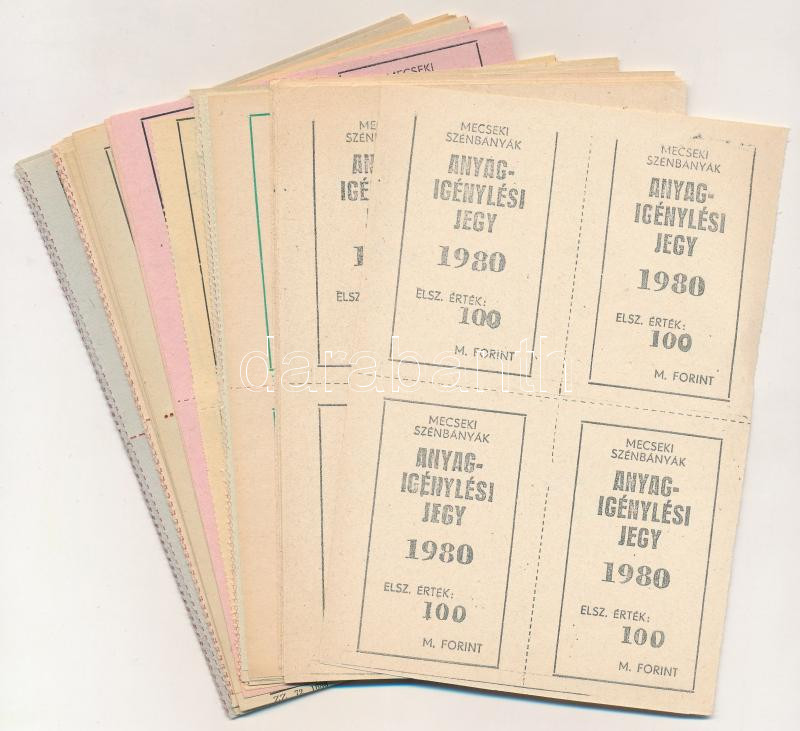 MECSEKI
MECSEKI
SZÉNBÁNYÁK
ANYAG-
IGÉNYLÉSI
JEGY
1980
ELSZ. ÉRTÉK:
100
M. FORINT
MECSEKI
SZÉNBÁNYÁK
ANYAG-
IGÉNYLÉSI
JEGY
1980
ELSZ. ÉRTÉK:
100
M. FORINT
MECSEKI
SZÉNBÁNYÁK
ANYAG-
IGÉNYLÉSI
JEGY
1980
ELSZ. ÉRTÉK:
100
M. FORINT
MECSEKI
SZÉNBÁNYÁK
ANYAG-
IGÉNYLÉSI
JEGY
1980
ELSZ. ÉRTÉK:
100
M. FORINT
darabanth